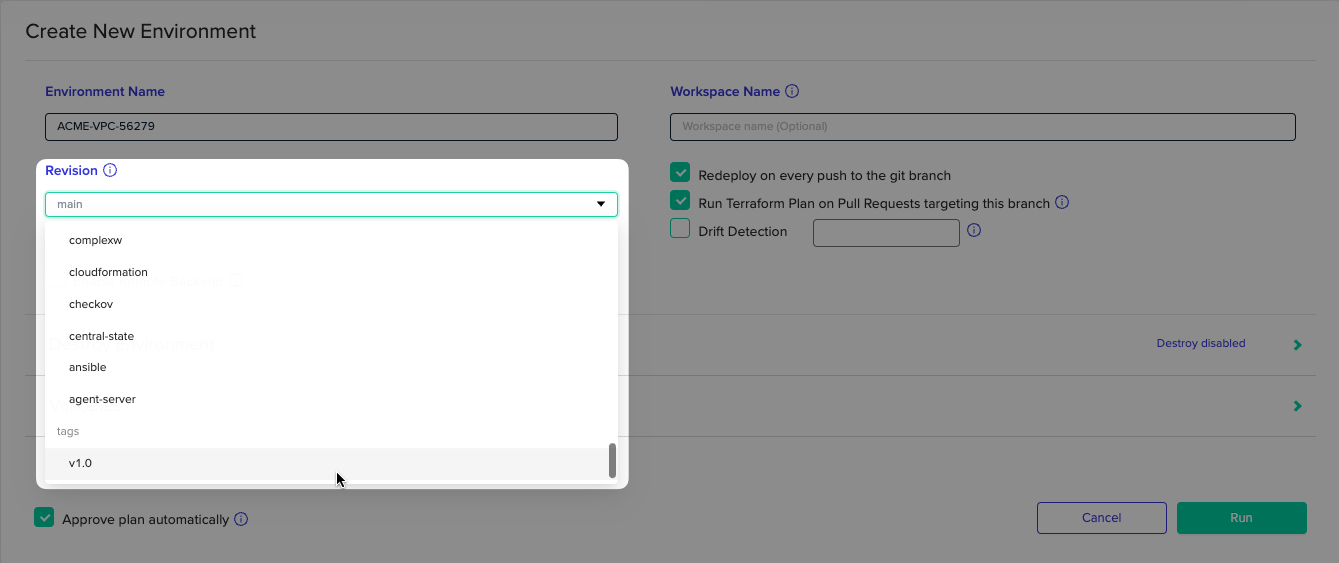 Create New Environment
Environment Name
Workspace Name
ACME-VPC-56279
Workspace name (Optional)
Revision
main
Redeploy on every push to the git branch
Run Terraform Plan on Pull Requests targeting this branch
Drift Detection
complexw
cloudformation
checkov
central-state
ansible
agent-server
tags
v1.0
Destroy disabled
Approve plan automatically
Cancel
Run